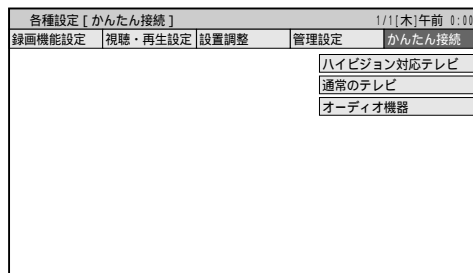 各種設定 [ かんたん接続 ] 1/1[木]午前 0:00
録画機能設定 視聴・再生設定 設置調整 管理設定 かんたん接続
ハイビジョン対応テレビ
通常のテレビ
オーディオ機器